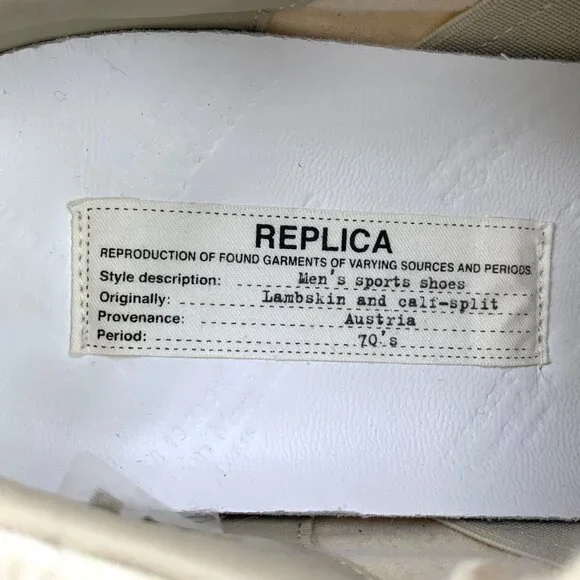 REPLICA
REPRODUCTION OF FOUND GARMENTS OF VARYING SOURCES AND PERIODS.
Style description: Men's sports shoes
Originally: Lambskin and calf-split
Provenance: Austria
Period: 70's